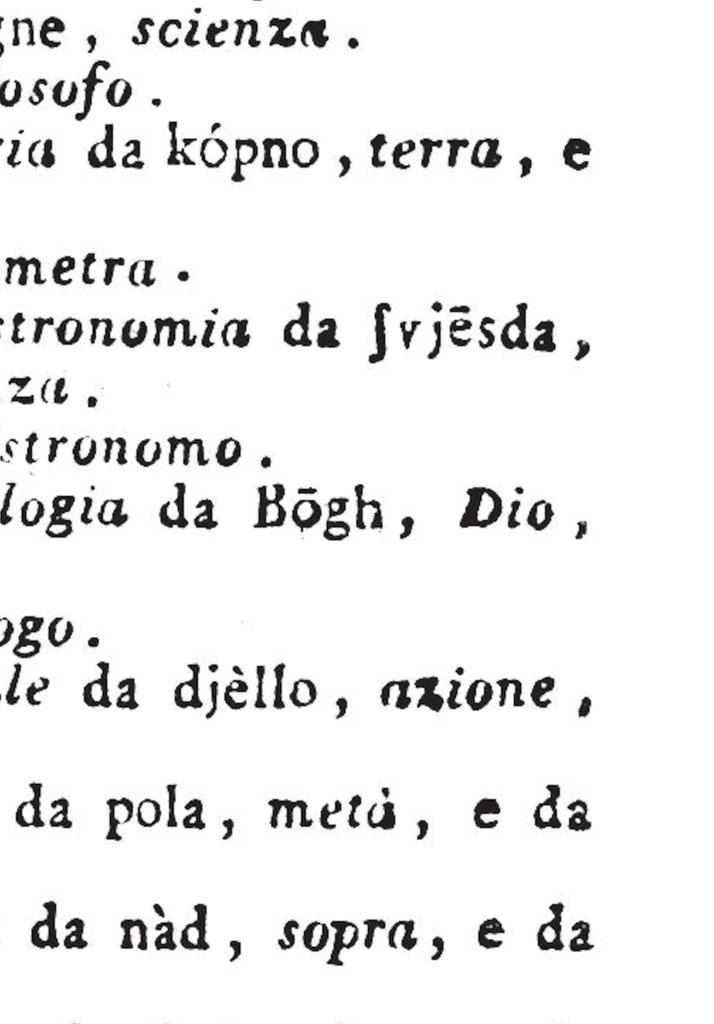 gne, scienza.
osofo.
ria da kópno, terra, e
metra.
stronomia da ſvjēsda,
za.
stronomo.
logia da Bōgh, Dio,
ogo.
le da djèllo, azione,
da pola, metà, e da
da nàd, sopra, e da